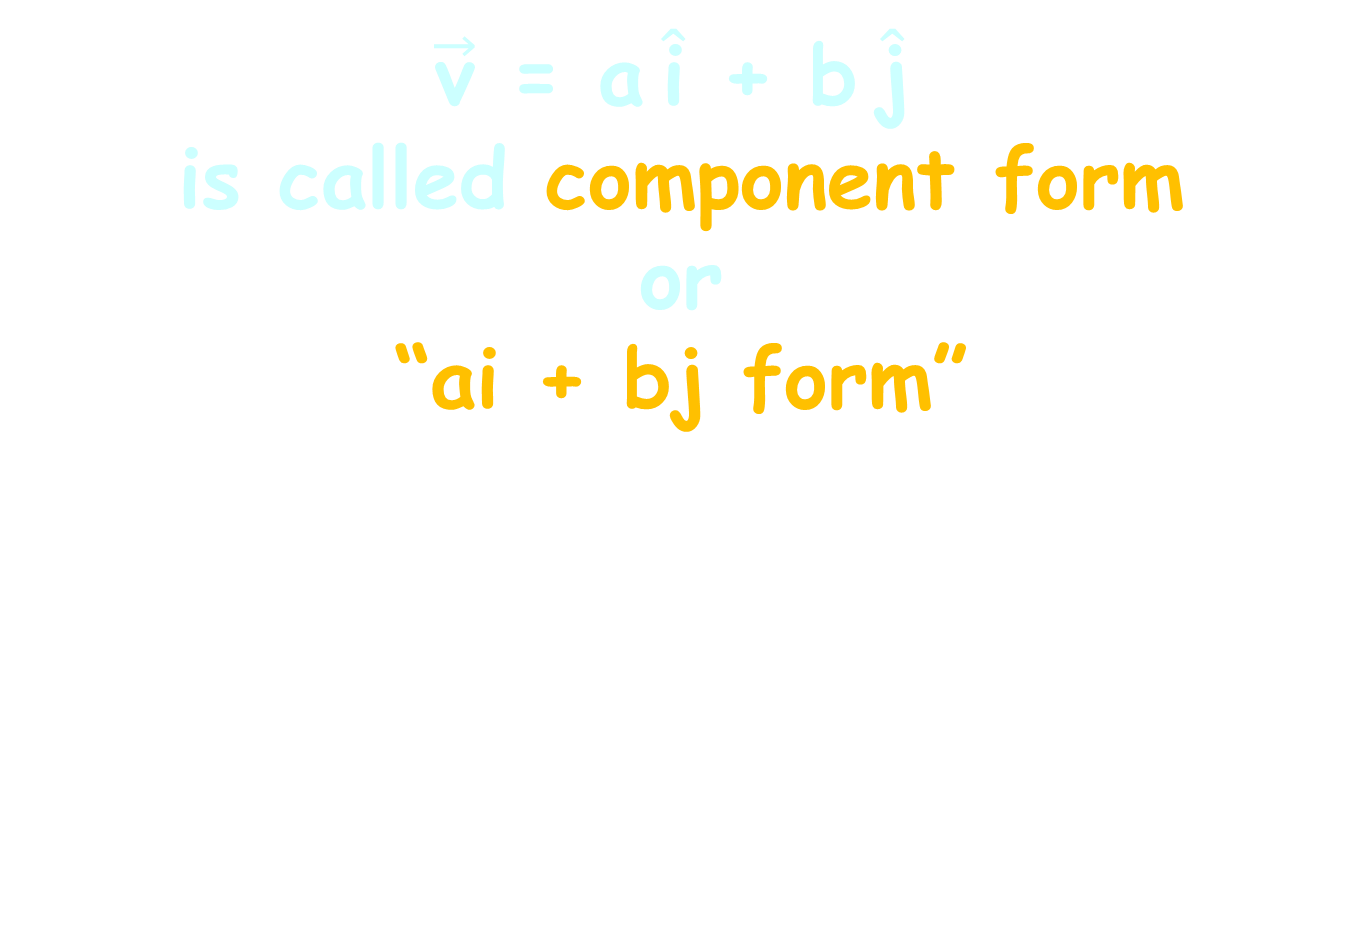 v⃗ = a î + b ĵ
is called component form
or
“ai + bj form”